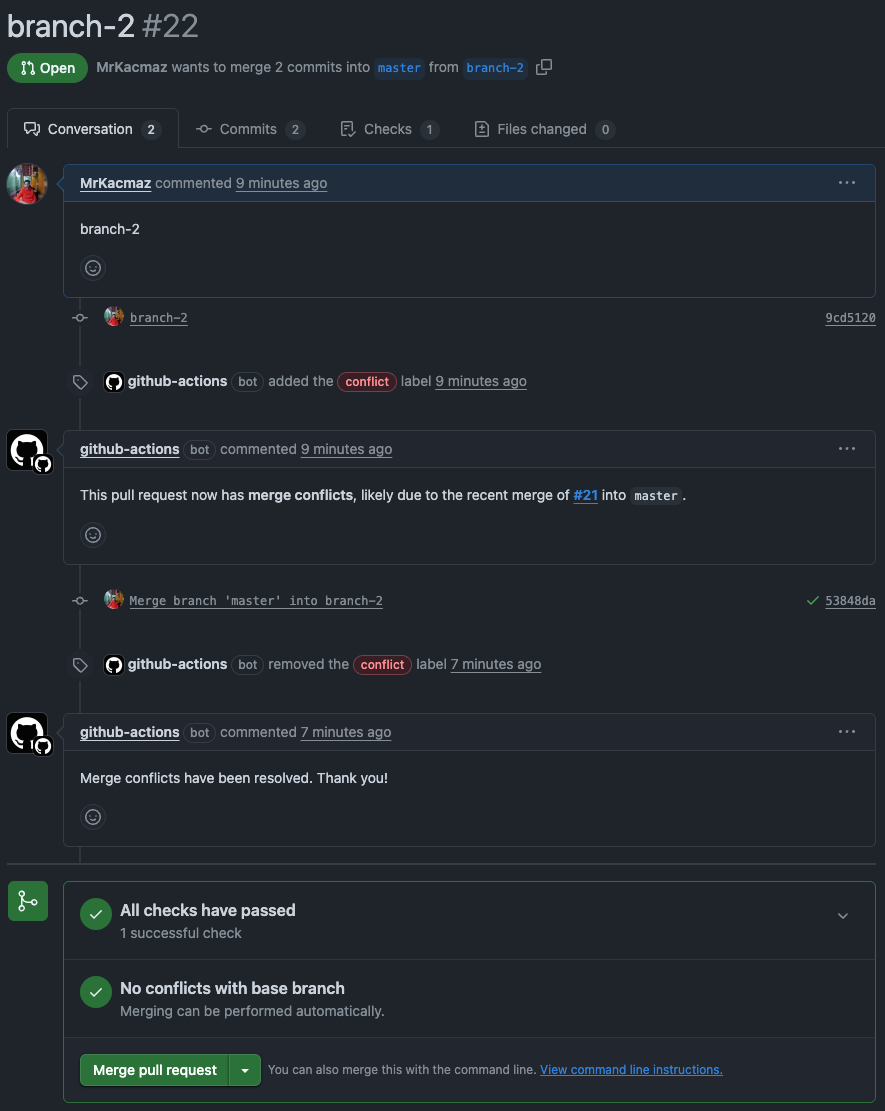 branch-2 #22
Open MrKacmaz wants to merge 2 commits into master from branch-2
Conversation 2 Commits 2 Checks 1 Files changed 0
MrKacmaz commented 9 minutes ago
branch-2
branch-2 9cd5120
github-actions bot added the conflict label 9 minutes ago
github-actions bot commented 9 minutes ago
This pull request now has merge conflicts, likely due to the recent merge of #21 into master.
Merge branch 'master' into branch-2 53848da
github-actions bot removed the conflict label 7 minutes ago
github-actions bot commented 7 minutes ago
Merge conflicts have been resolved. Thank you!
All checks have passed
1 successful check
No conflicts with base branch
Merging can be performed automatically.
Merge pull request You can also merge this with the command line. View command line instructions.